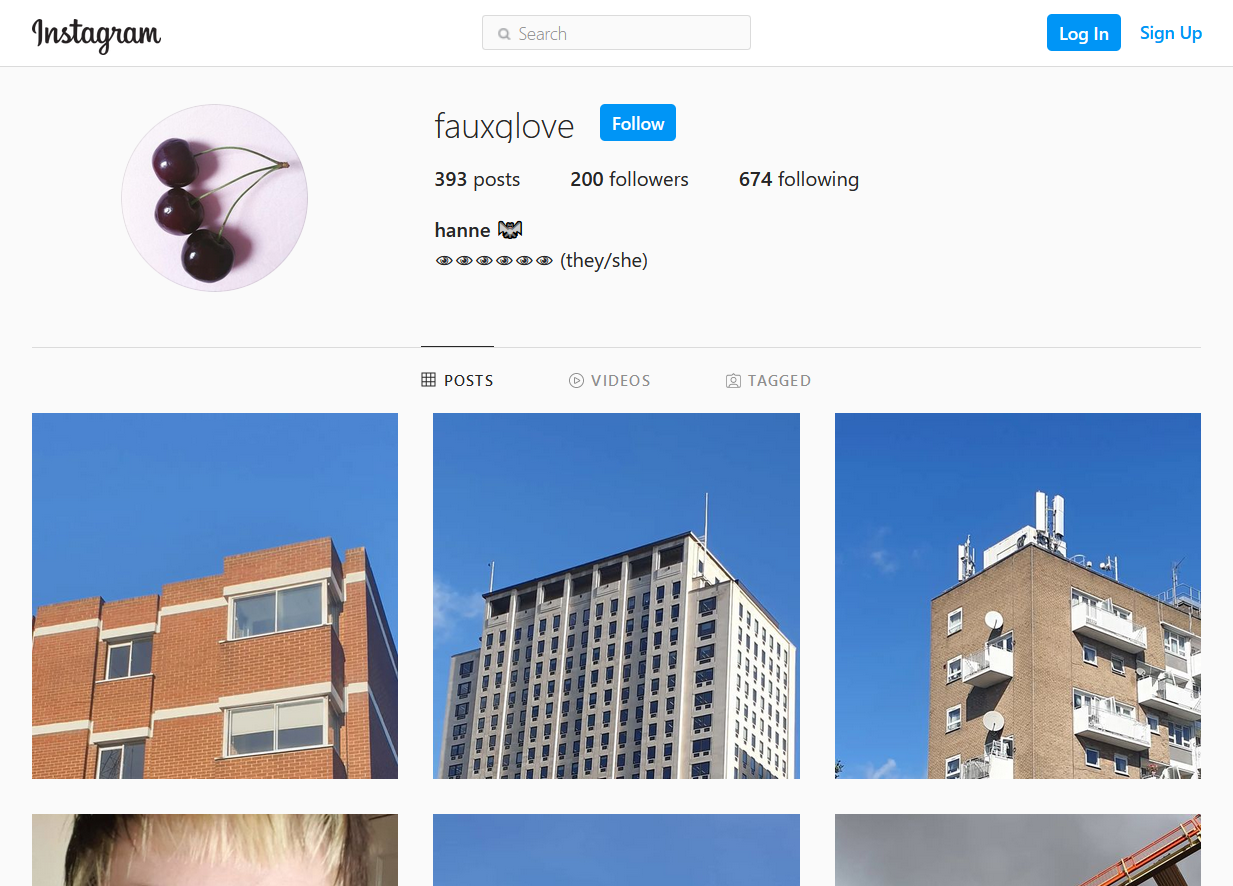 Instagram
Search
Log In
Sign Up
fauxglove
Follow
393 posts 200 followers 674 following
hanne
(they/she)
POSTS
VIDEOS
TAGGED